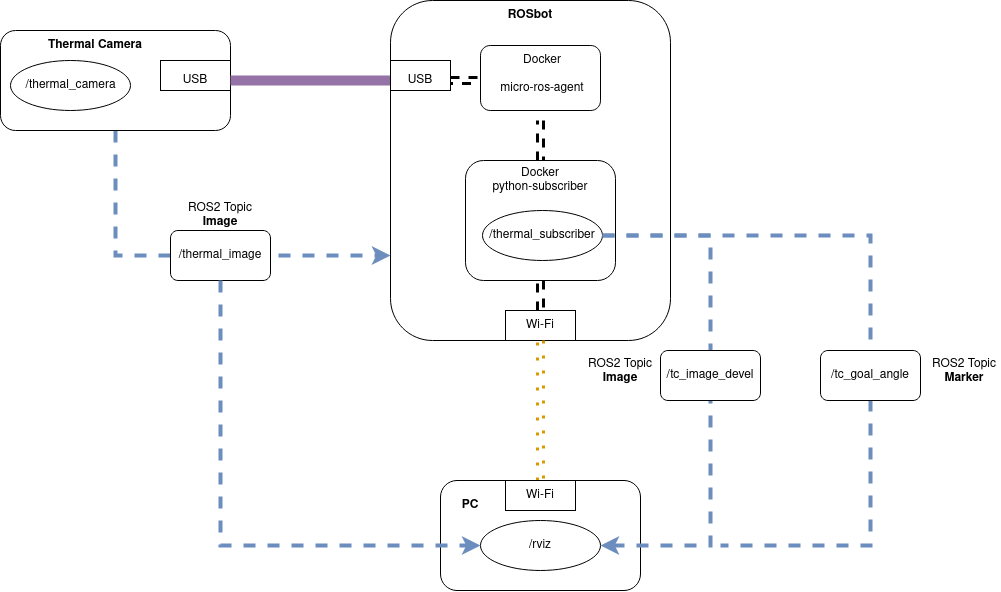 ROSbot
Thermal Camera
/thermal_camera
USB
USB
Docker
micro-ros-agent
Docker
python-subscriber
/thermal_subscriber
ROS2 Topic
Image
/thermal_image
Wi-Fi
ROS2 Topic
Image
/tc_image_devel
/tc_goal_angle
ROS2 Topic
Marker
Wi-Fi
PC
/rviz